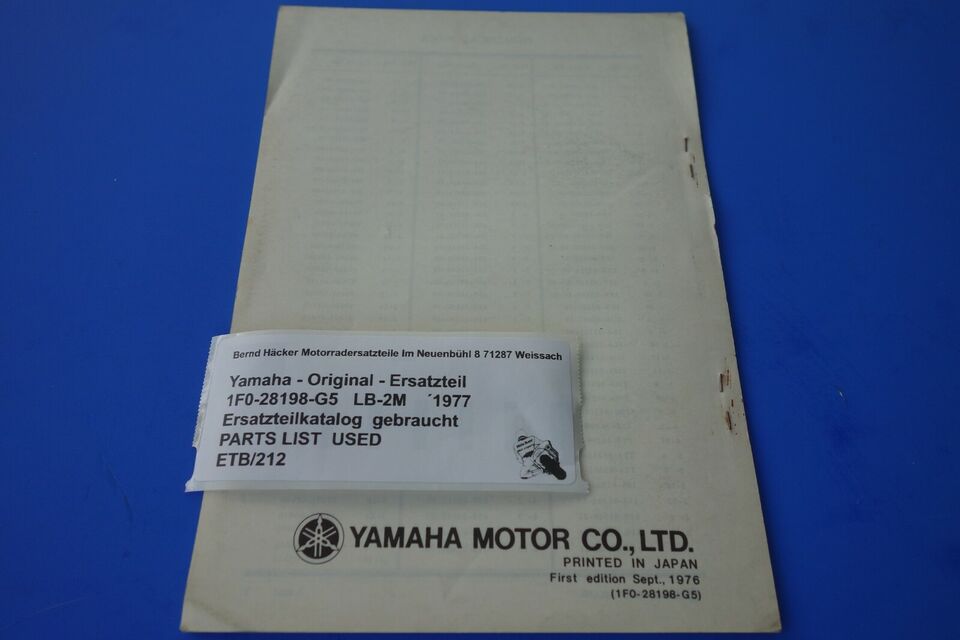 Bernd Häcker Motorradersatzteile Im Neuenbühl 8 71287 Weissach
Yamaha - Original - Ersatzteil
1F0-28198-G5 LB-2M ´1977
Ersatzteilkatalog gebraucht
PARTS LIST USED
ETB/212
YAMAHA MOTOR CO., LTD.
PRINTED IN JAPAN
First edition Sept., 1976
(1F0-28198-G5)